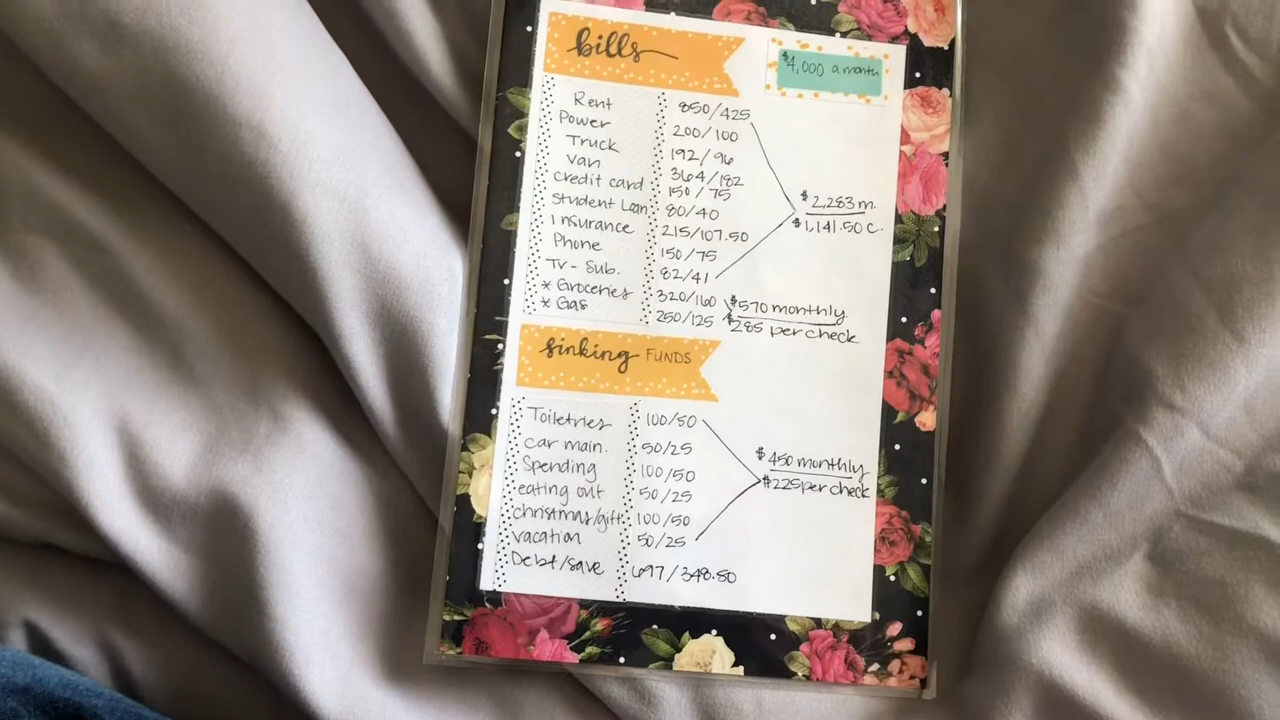 bills
$4,000 a month
Rent 850/425
Power 200/100
Truck 192/96
Van 364/182
credit card 150/75
Student Loan 80/40
Insurance 215/107.50
Phone 150/75
TV - Sub. 82/41
$2,283 m.
$1,141.50 c.
* Groceries 320/160
* Gas 250/125
$570 monthly
$285 per check
sinking FUNDS
Toiletries 100/50
car main. 50/25
Spending 100/50
eating out 50/25
christmas/gift 100/50
vacation 50/25
$450 monthly
$225 per check
Debt/save 697/348.50